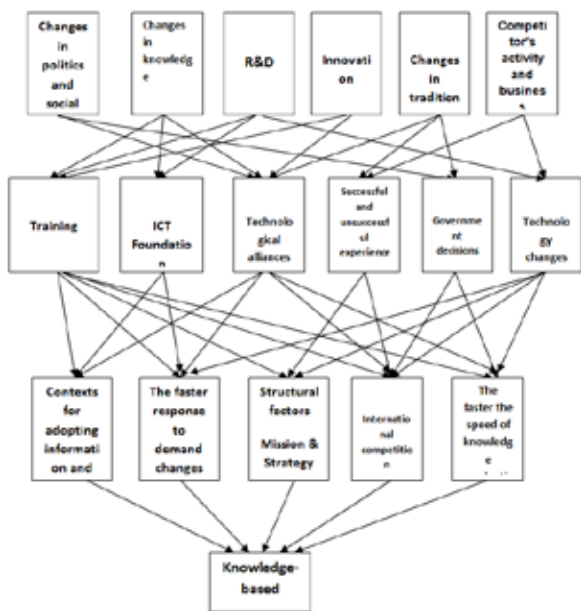 Changes
in
politics
and
social
Changes
in
knowledg
e
R&D
Innovati
on
Changes
in
tradition
Competi
tor's
activity
and
busines
Training
ICT
Foundatio
n
Technolo
gical
alliances
Successful
and
unsuccessf
ul
experience
Governme
nt
decisions
Technolo
gy
changes
Contexts
for
adopting
informati
on and
The faster
response
to
demand
changes
Structural
factors
Mission &
Strategy
Internatio
nal
competitio
n
The
faster the
speed of
knowledg
e
Knowledge-
based